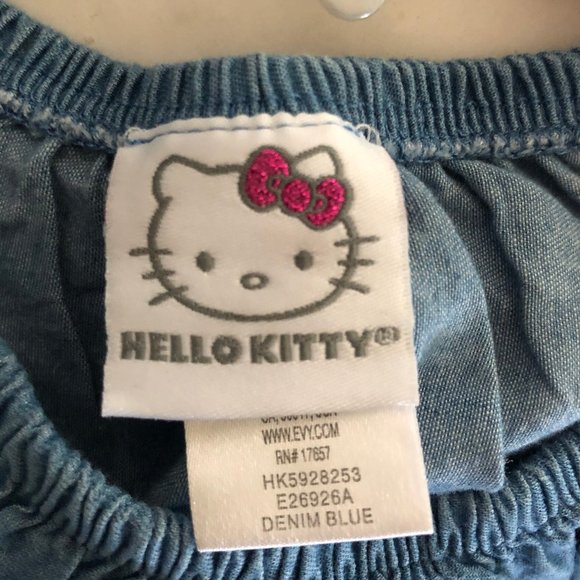 HELLO KITTY®
WWW.EVY.COM
RN# 17657
HK5928253
E26926A
DENIM BLUE